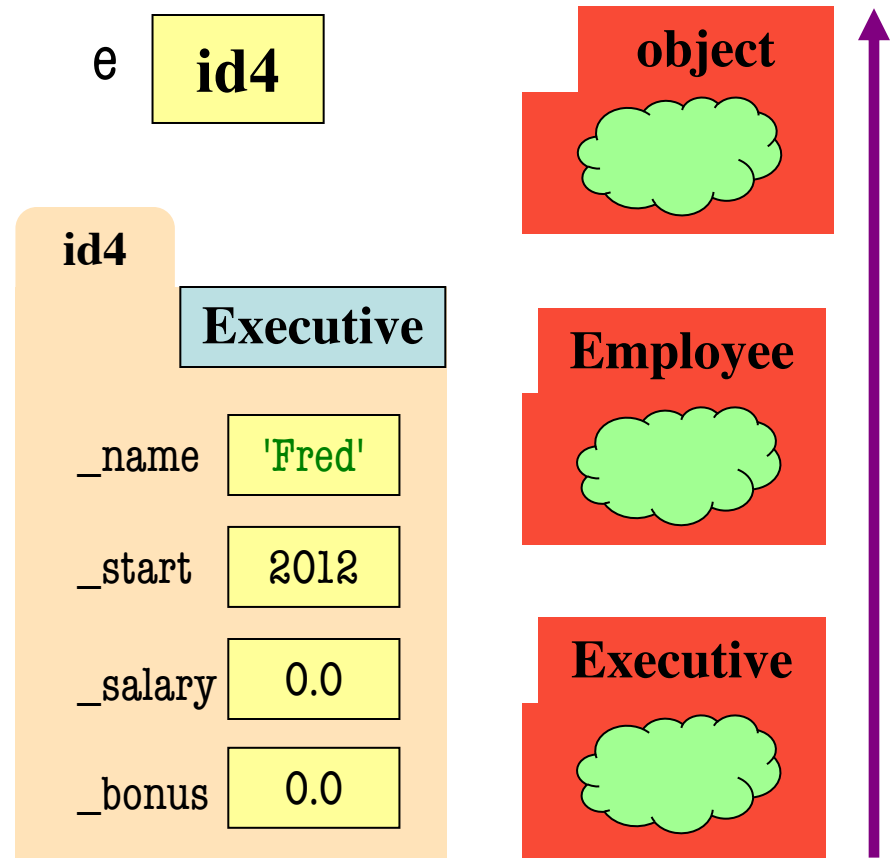 e id4
id4
Executive
_name 'Fred'
_start 2012
_salary 0.0
_bonus 0.0
object
Employee
Executive